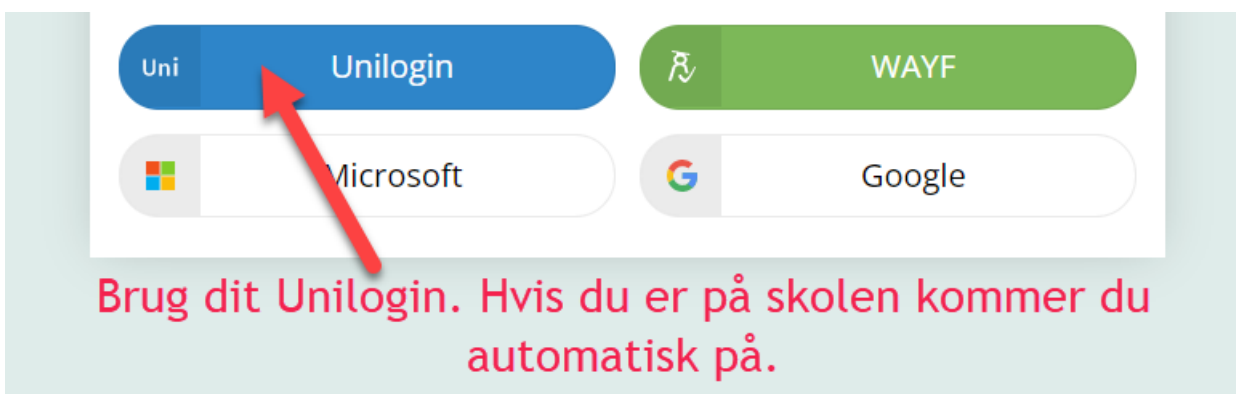 Uni Unilogin
WAYF
Microsoft
Google
Brug dit Unilogin. Hvis du er på skolen kommer du
automatisk på.